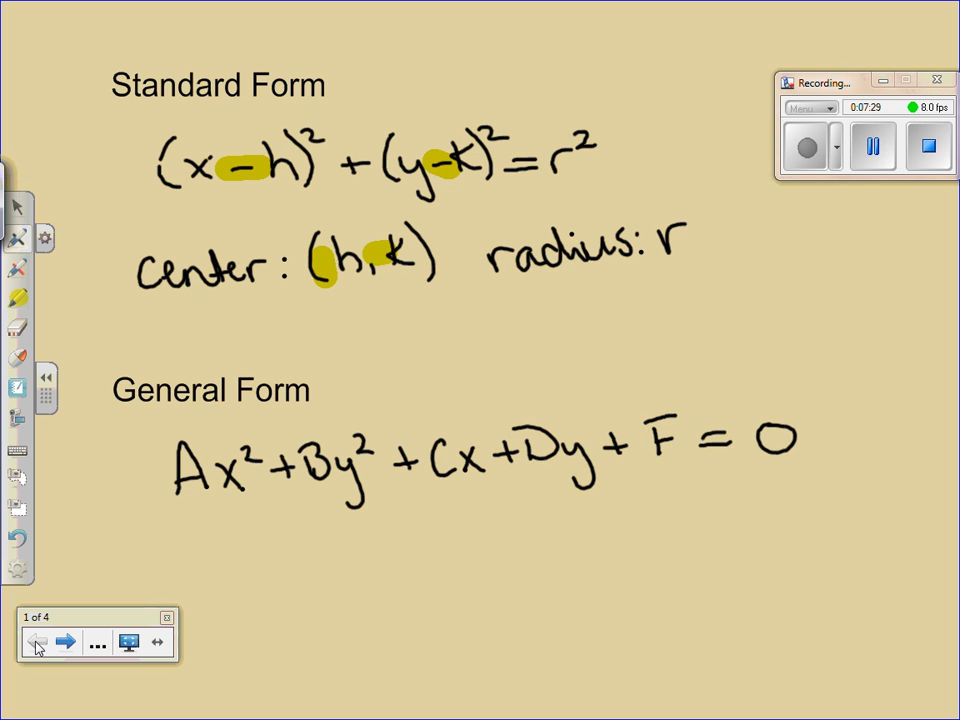 Standard Form
Recording...
Menu 0:07:29 8.0 fps
(x - h)² + (y - k)² = r²
center : (h, k) radius: r
General Form
Ax² + By² + Cx + Dy + F = 0
1 of 4
...